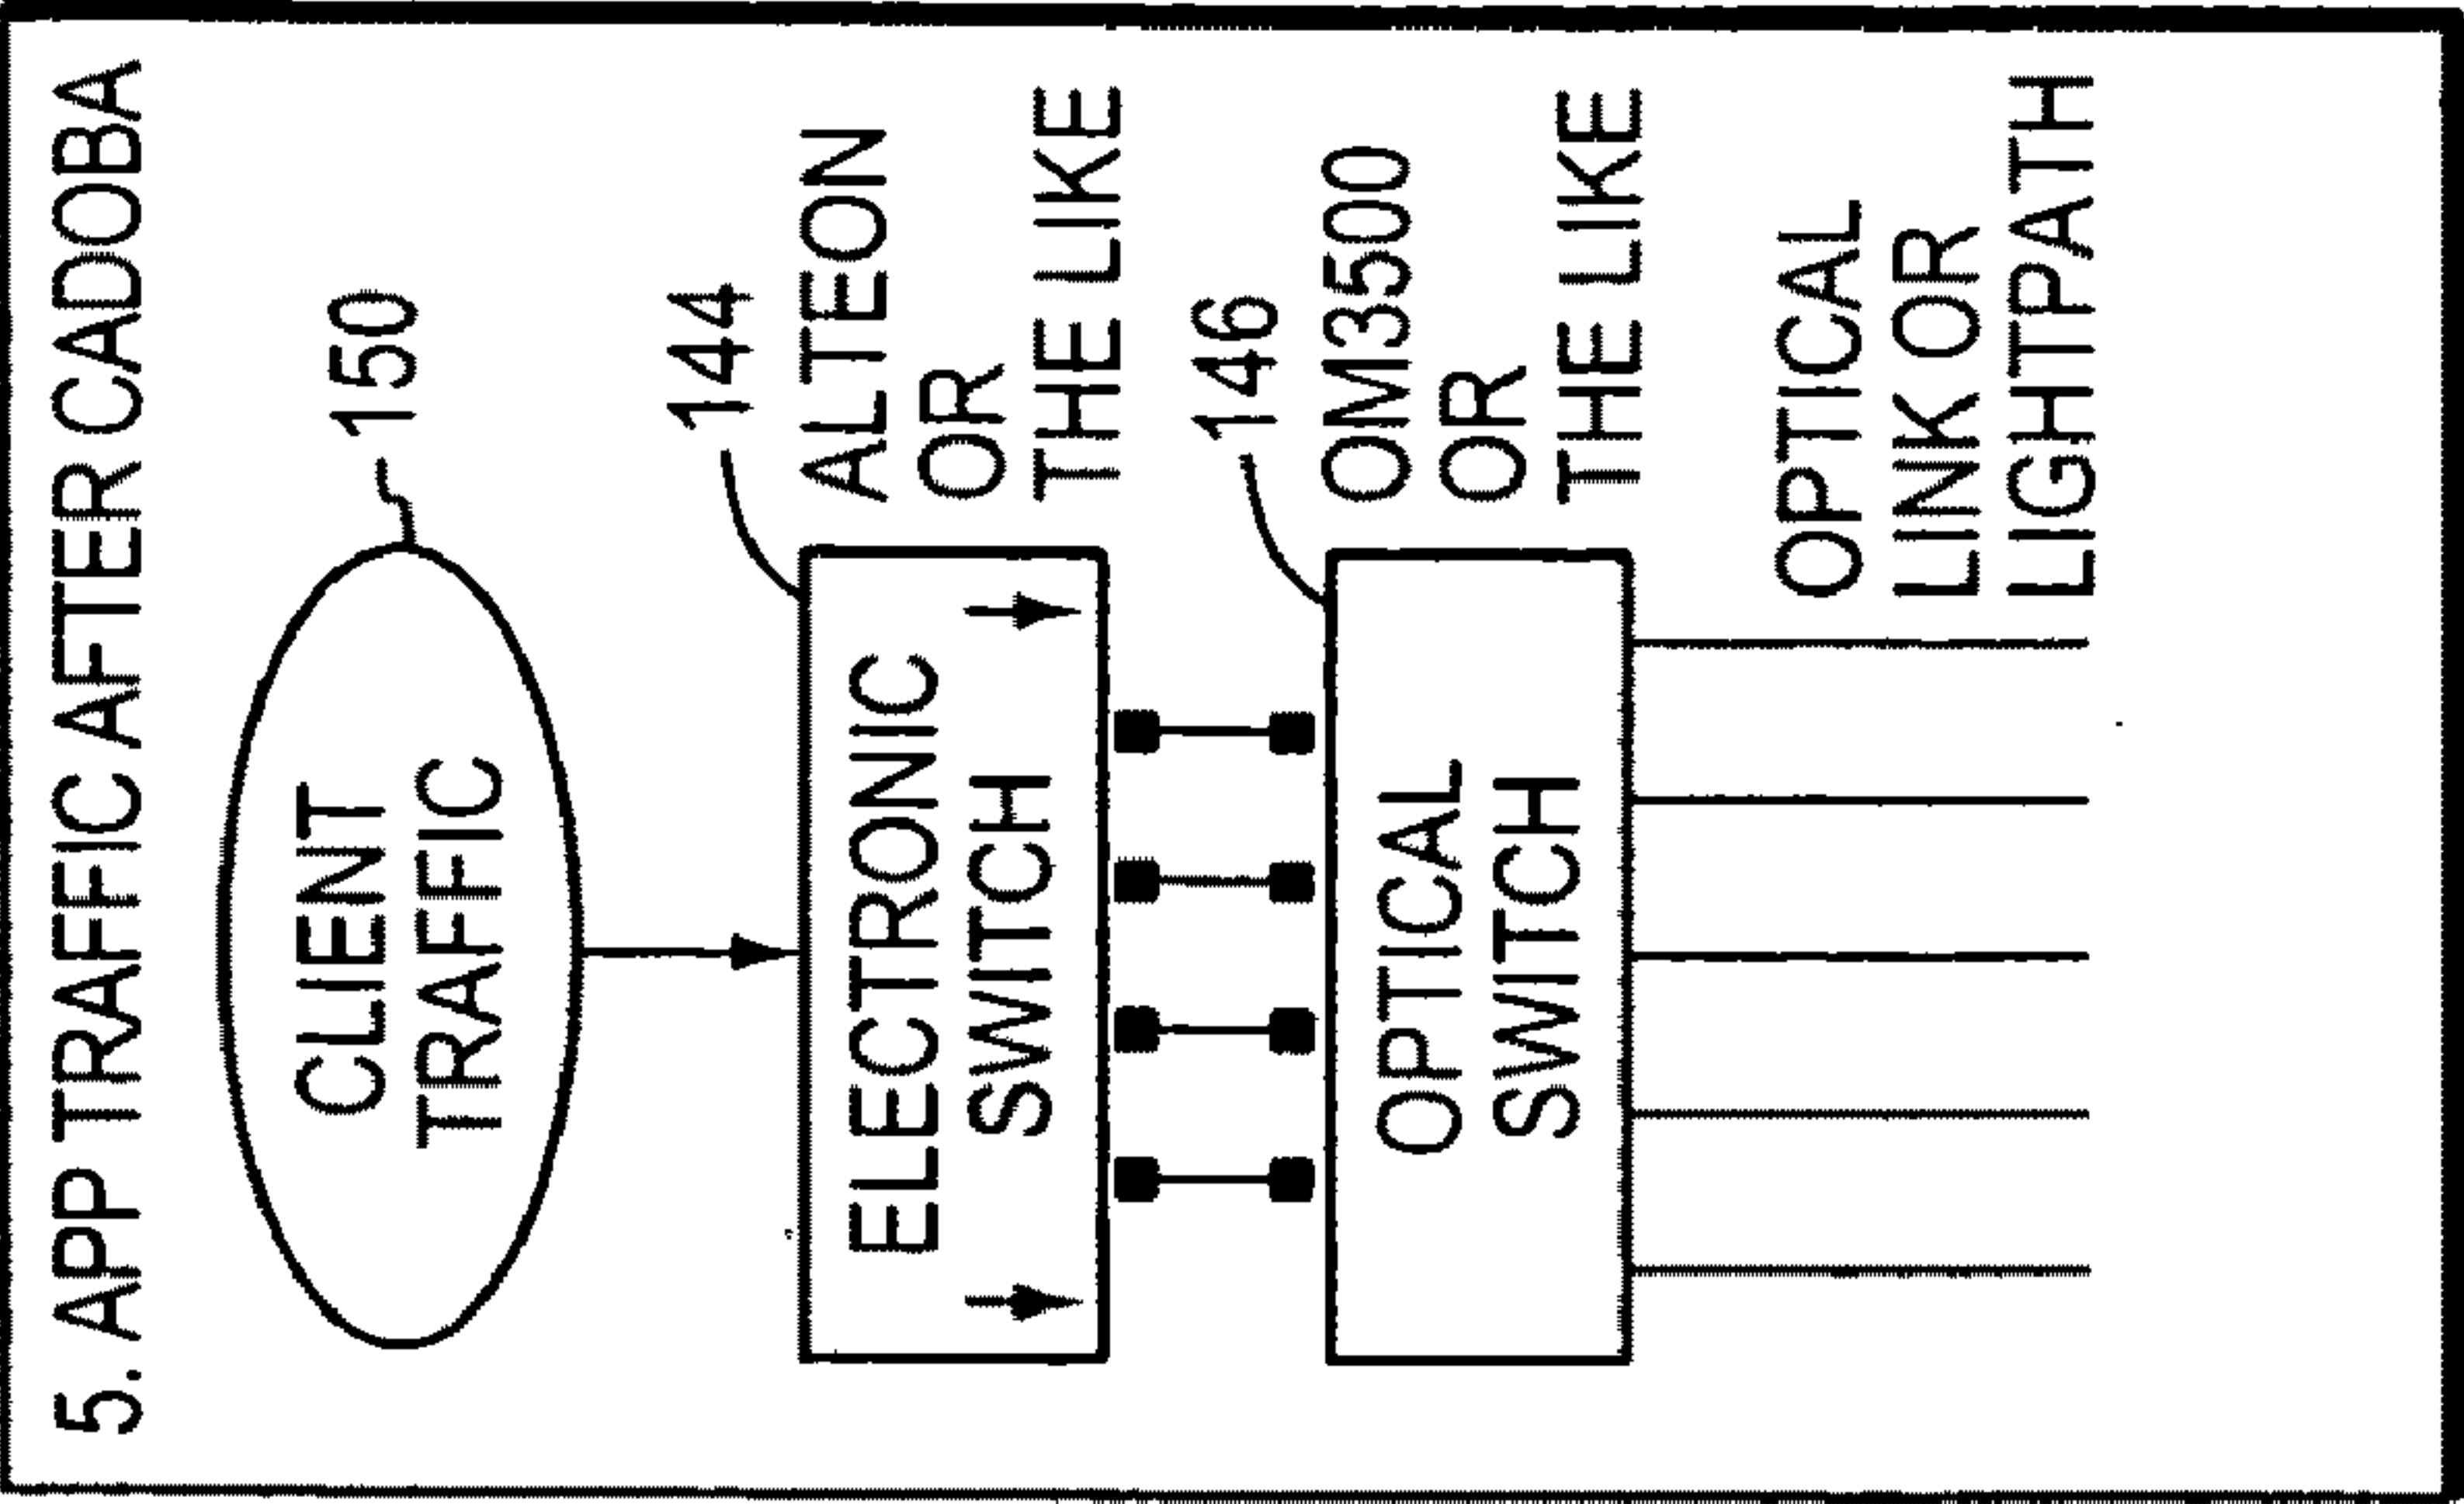 5. APP TRAFFIC AFTER CADOBA
150
CLIENT
TRAFFIC
144
ELECTRONIC
SWITCH
ALTEON
OR
THE LIKE
146
OPTICAL
SWITCH
OM3500
OR
THE LIKE
OPTICAL
LINK OR
LIGHTPATH